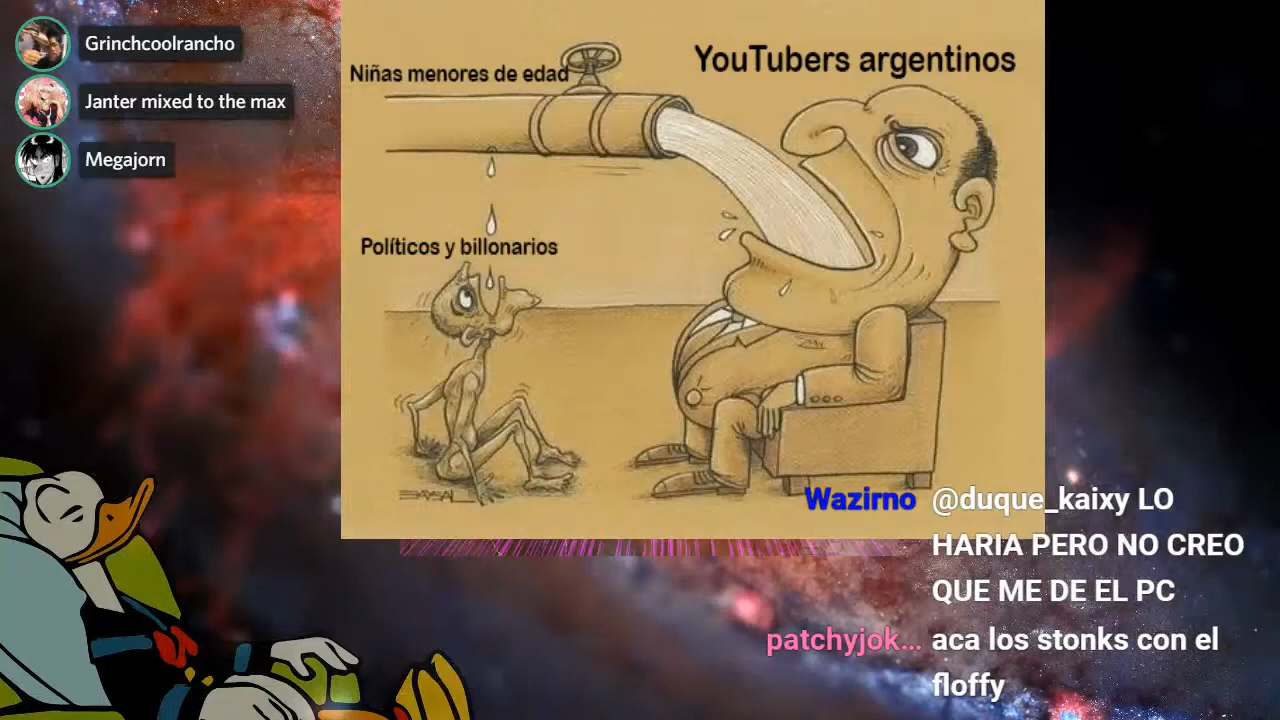 Grinchcoolrancho
Janter mixed to the max
Megajorn
Niñas menores de edad
YouTubers argentinos
Políticos y billonarios
Wazirno @duque_kaixy LO
HARIA PERO NO CREO
QUE ME DE EL PC
patchyjok... aca los stonks con el
floffy